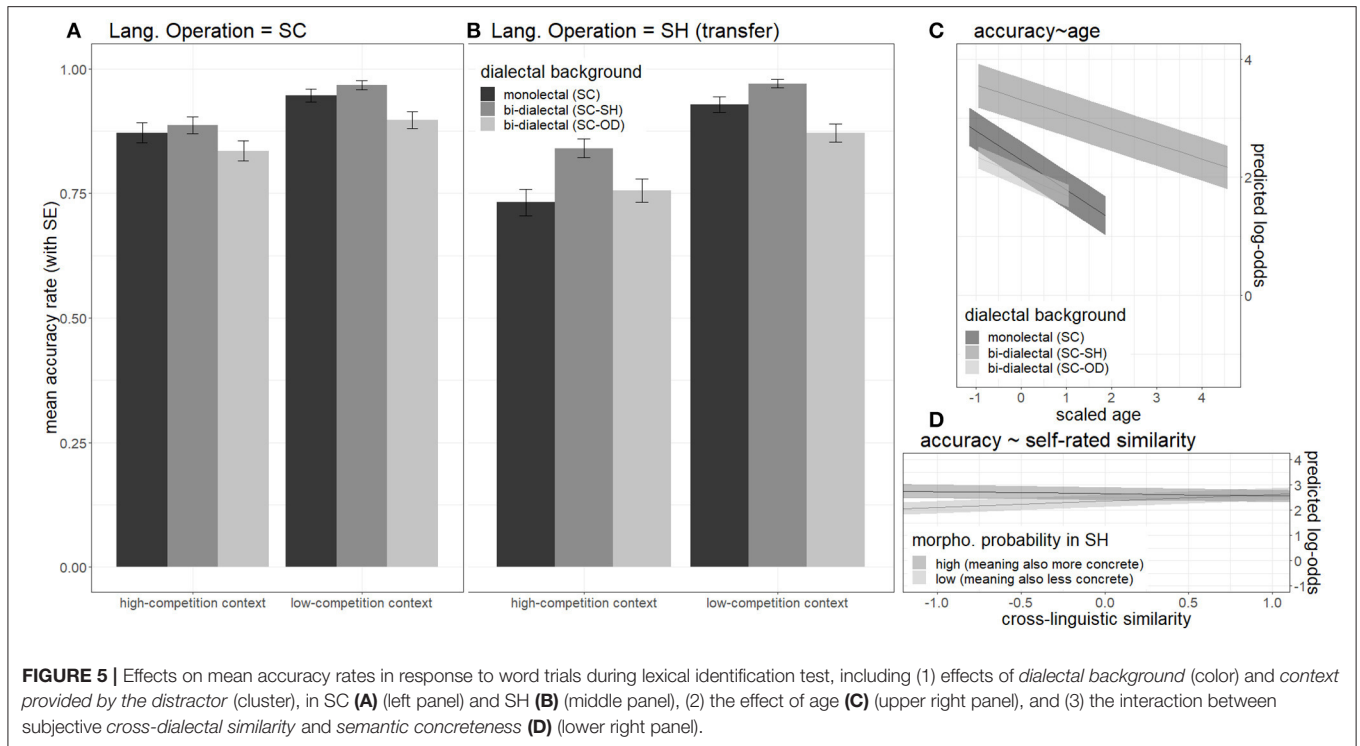 A Lang. Operation = SC
mean accuracy rate (with SE)
1.00
0.75
0.50
0.25
0.00
high-competition context
low-competition context
B Lang. Operation = SH (transfer)
dialectal background
monolectal (SC)
bi-dialectal (SC-SH)
bi-dialectal (SC-OD)
high-competition context
low-competition context
C accuracy~age
4
2
0
predicted log-odds
dialectal background
monolectal (SC)
bi-dialectal (SC-SH)
bi-dialectal (SC-OD)
-1 0 1 2 3 4
scaled age
D
accuracy ~ self-rated similarity
4
3
2
1
0
-1
predicted log-odds
morpho. probability in SH
high (meaning also more concrete)
low (meaning also less concrete)
-1.0 -0.5 0.0 0.5 1.0
cross-linguistic similarity
FIGURE 5 | Effects on mean accuracy rates in response to word trials during lexical identification test, including (1) effects of dialectal background (color) and context
provided by the distractor (cluster), in SC (A) (left panel) and SH (B) (middle panel), (2) the effect of age (C) (upper right panel), and (3) the interaction between
subjective cross-dialectal similarity and semantic concreteness (D) (lower right panel).